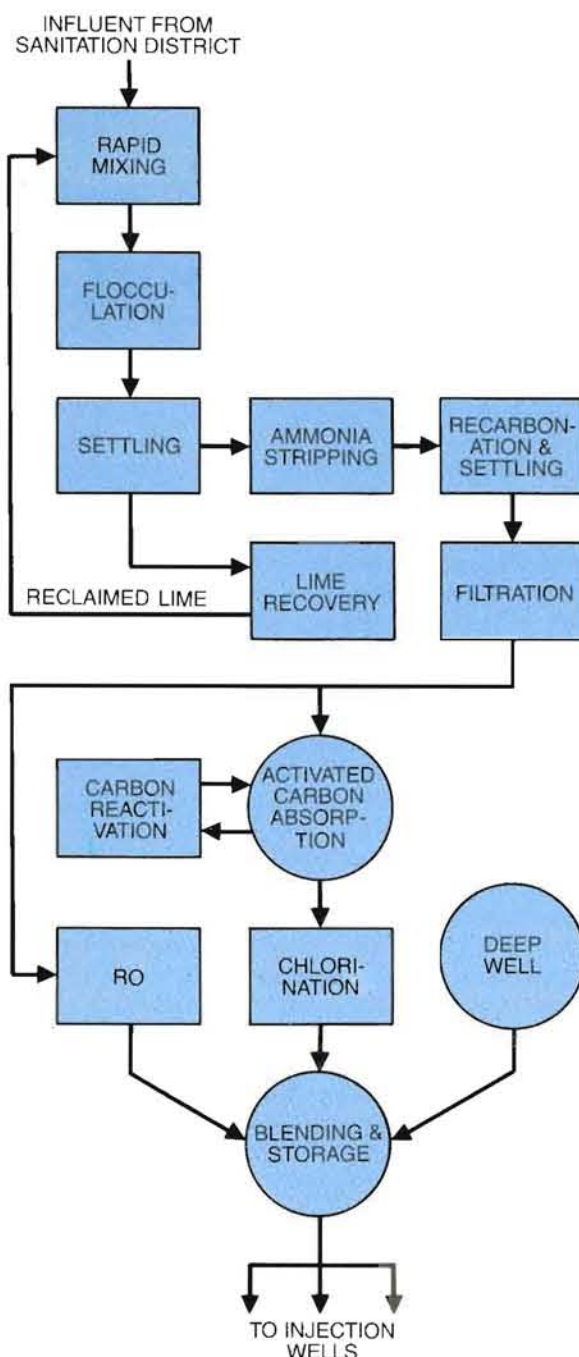 INFLUENT FROM
SANITATION DISTRICT
RAPID
MIXING
FLOCCU-
LATION
SETTLING
AMMONIA
STRIPPING
RECARBON-
ATION &
SETTLING
LIME
RECOVERY
FILTRATION
RECLAIMED LIME
CARBON
REACTI-
VATION
ACTIVATED
CARBON
ABSORP-
TION
RO
CHLORI-
NATION
DEEP
WELL
BLENDING &
STORAGE
TO INJECTION
WELLS